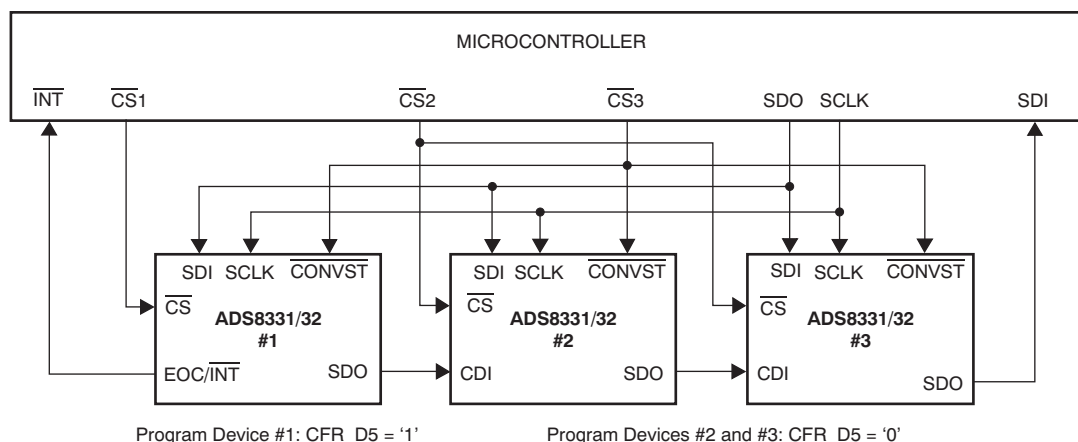 MICROCONTROLLER
INT CS1 CS2 CS3 SDO SCLK SDI
SDI SCLK CONVST SDI SCLK CONVST SDI SCLK CONVST
CS CS CS
ADS8331/32 ADS8331/32 ADS8331/32
#1 #2 #3
EOC/INT SDO CDI SDO CDI SDO
Program Device #1: CFR_D5 = ‘1’ Program Devices #2 and #3: CFR_D5 = ‘0’